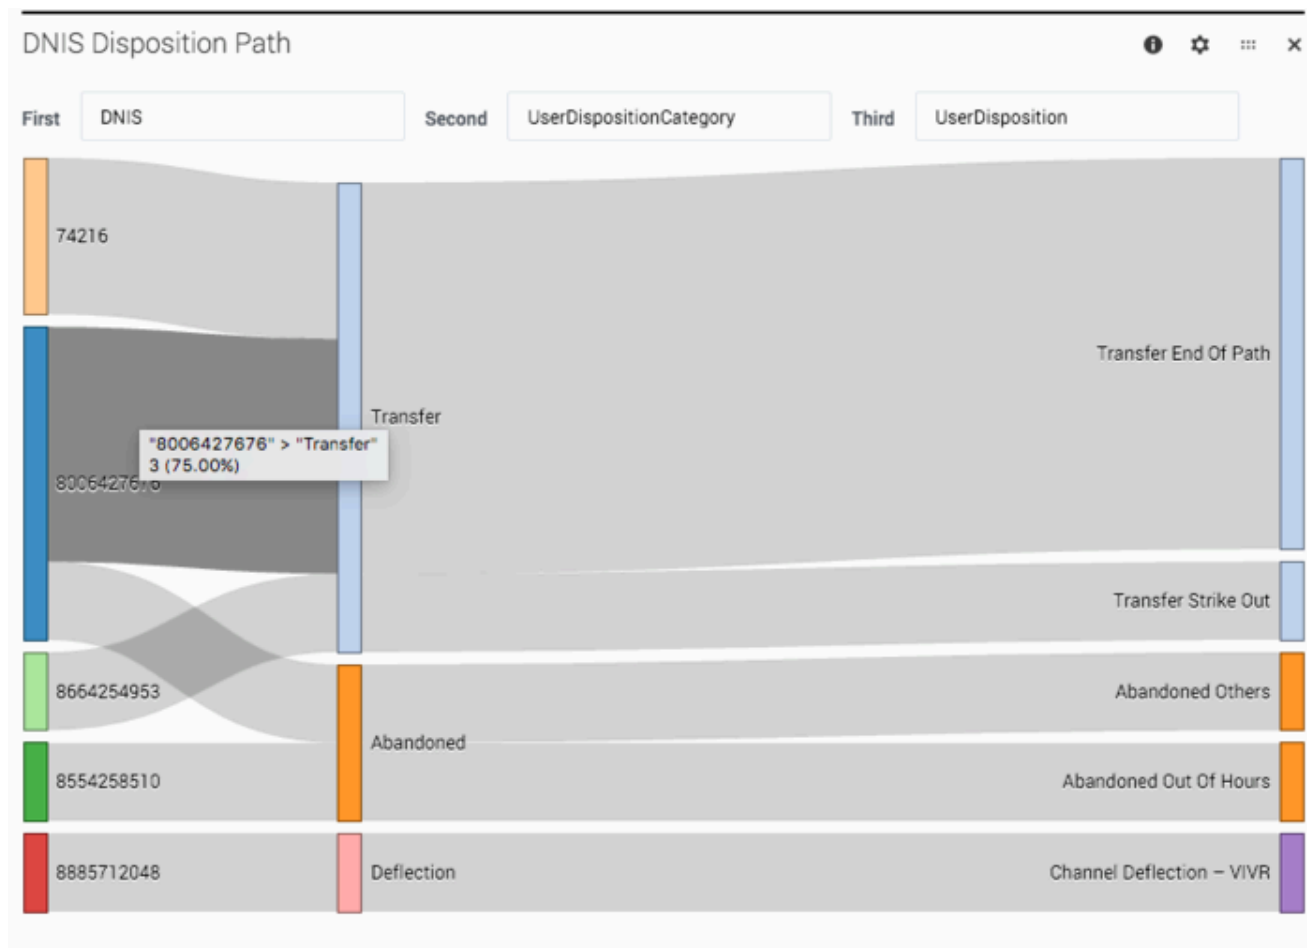 DNIS Disposition Path
First DNIS Second UserDispositionCategory Third UserDisposition
74216
Transfer End Of Path
Transfer
"8006427676" > "Transfer"
3 (75.00%)
8006427676
Transfer Strike Out
8664254953
Abandoned Others
Abandoned
8554258510
Abandoned Out Of Hours
8885712048
Deflection
Channel Deflection – VIVR